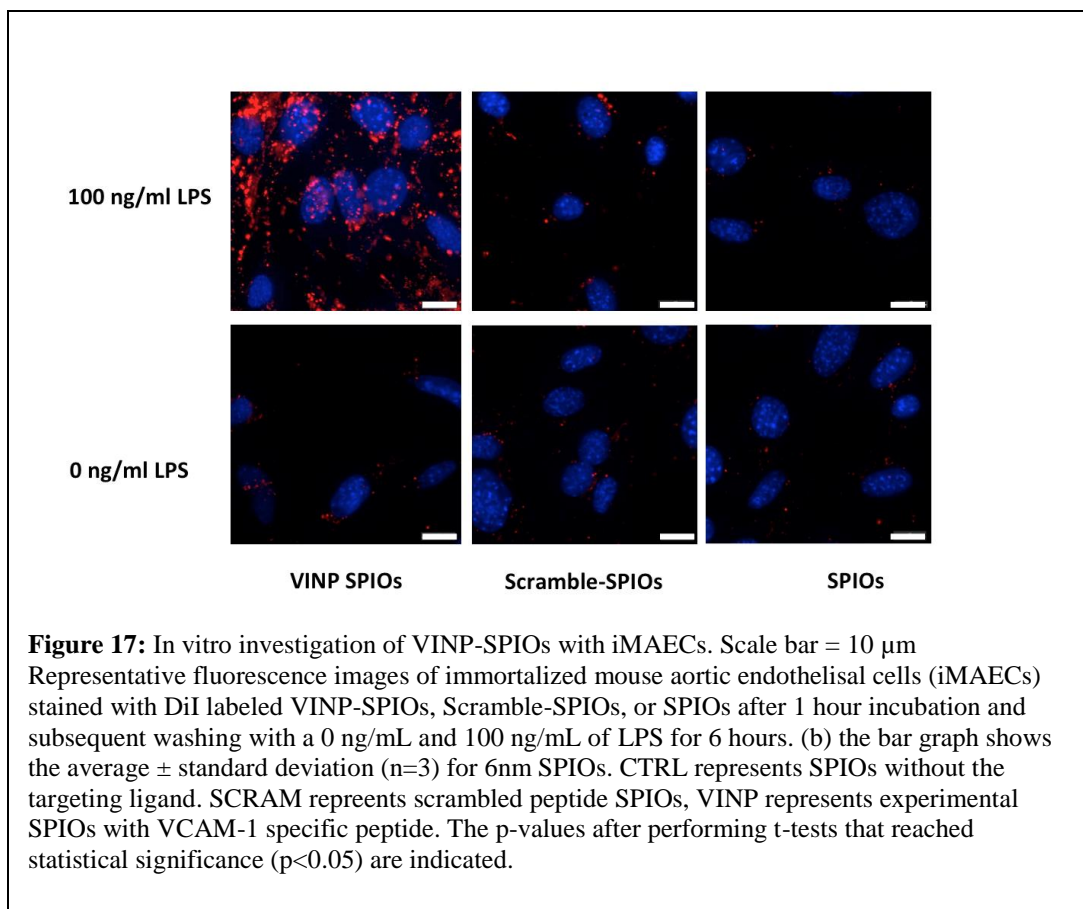 100 ng/ml LPS
0 ng/ml LPS
VINP SPIOs Scramble-SPIOs SPIOs
Figure 17: In vitro investigation of VINP-SPIOs with iMAECs. Scale bar = 10 µm
Representative fluorescence images of immortalized mouse aortic endothelisal cells (iMAECs)
stained with DiI labeled VINP-SPIOs, Scramble-SPIOs, or SPIOs after 1 hour incubation and
subsequent washing with a 0 ng/mL and 100 ng/mL of LPS for 6 hours. (b) the bar graph shows
the average ± standard deviation (n=3) for 6nm SPIOs. CTRL represents SPIOs without the
targeting ligand. SCRAM repreents scrambled peptide SPIOs, VINP represents experimental
SPIOs with VCAM-1 specific peptide. The p-values after performing t-tests that reached
statistical significance (p<0.05) are indicated.